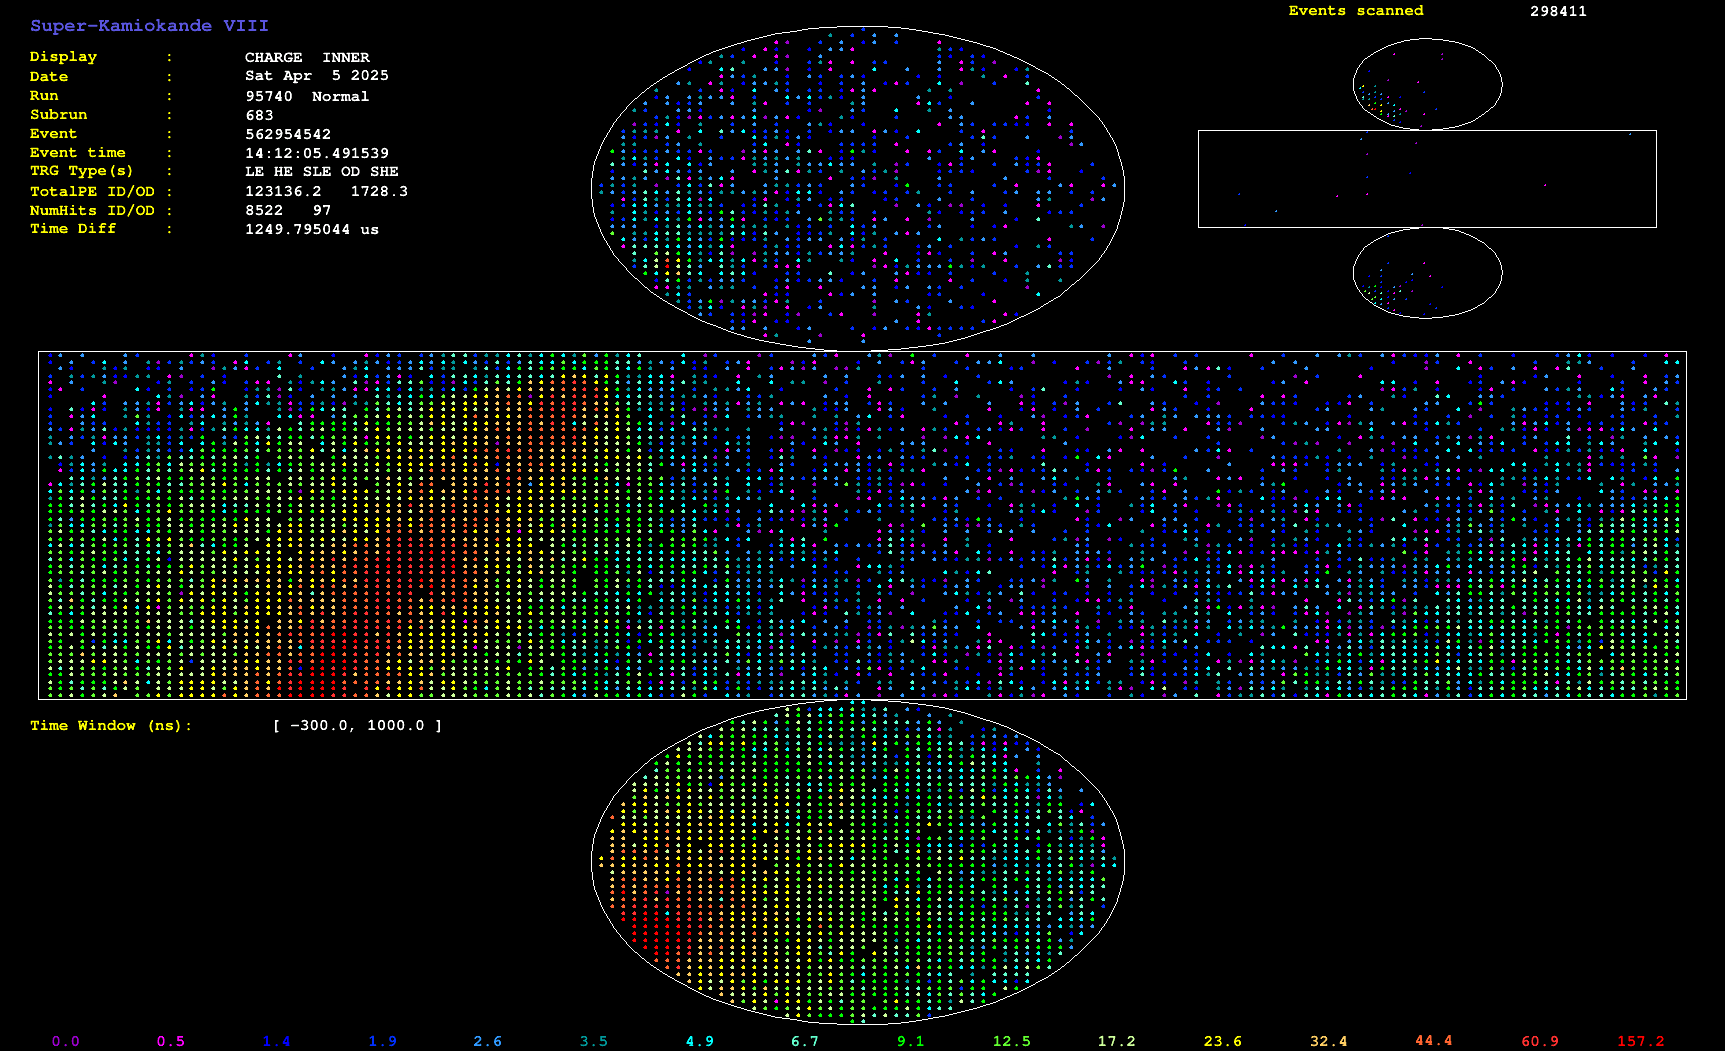 Super-Kamiokande VIII
Events scanned 298411
Display : CHARGE INNER
Date : Sat Apr 5 2025
Run : 95740 Normal
Subrun : 683
Event : 562954542
Event time : 14:12:05.491539
TRG Type(s) : LE HE SLE OD SHE
TotalPE ID/OD : 123136.2 1728.3
NumHits ID/OD : 8522 97
Time Diff : 1249.795044 us
Time Window (ns): [ -300.0, 1000.0 ]
0.0 0.5 1.4 1.9 2.6 3.5 4.9 6.7 9.1 12.5 17.2 23.6 32.4 44.4 60.9 157.2